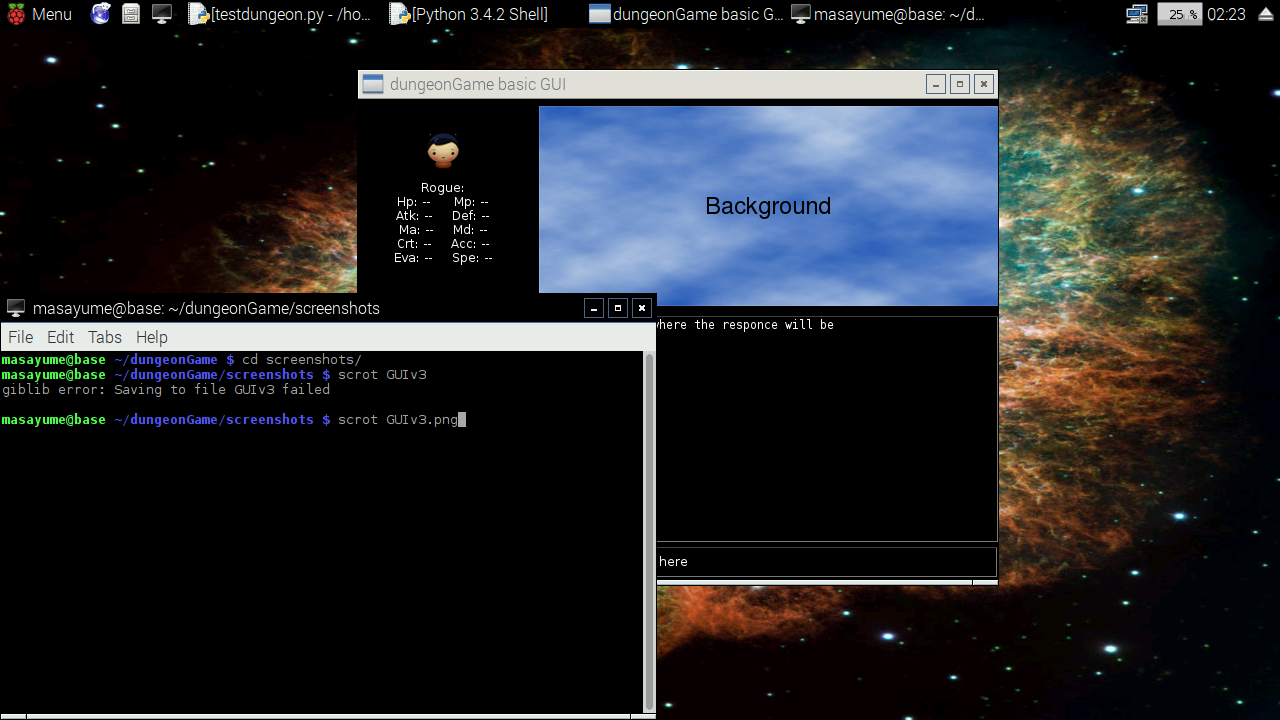 Menu [testdungeon.py - /ho... [Python 3.4.2 Shell] dungeonGame basic G... masayume@base: ~/d... 25 % 02:23
dungeonGame basic GUI
Rogue:
Hp: -- Mp: --
Atk: -- Def: --
Ma: -- Md: --
Crt: -- Acc: --
Eva: -- Spe: --
Background
where the responce will be
here
masayume@base: ~/dungeonGame/screenshots
File Edit Tabs Help
masayume@base ~/dungeonGame $ cd screenshots/
masayume@base ~/dungeonGame/screenshots $ scrot GUIv3
giblib error: Saving to file GUIv3 failed
masayume@base ~/dungeonGame/screenshots $ scrot GUIv3.png